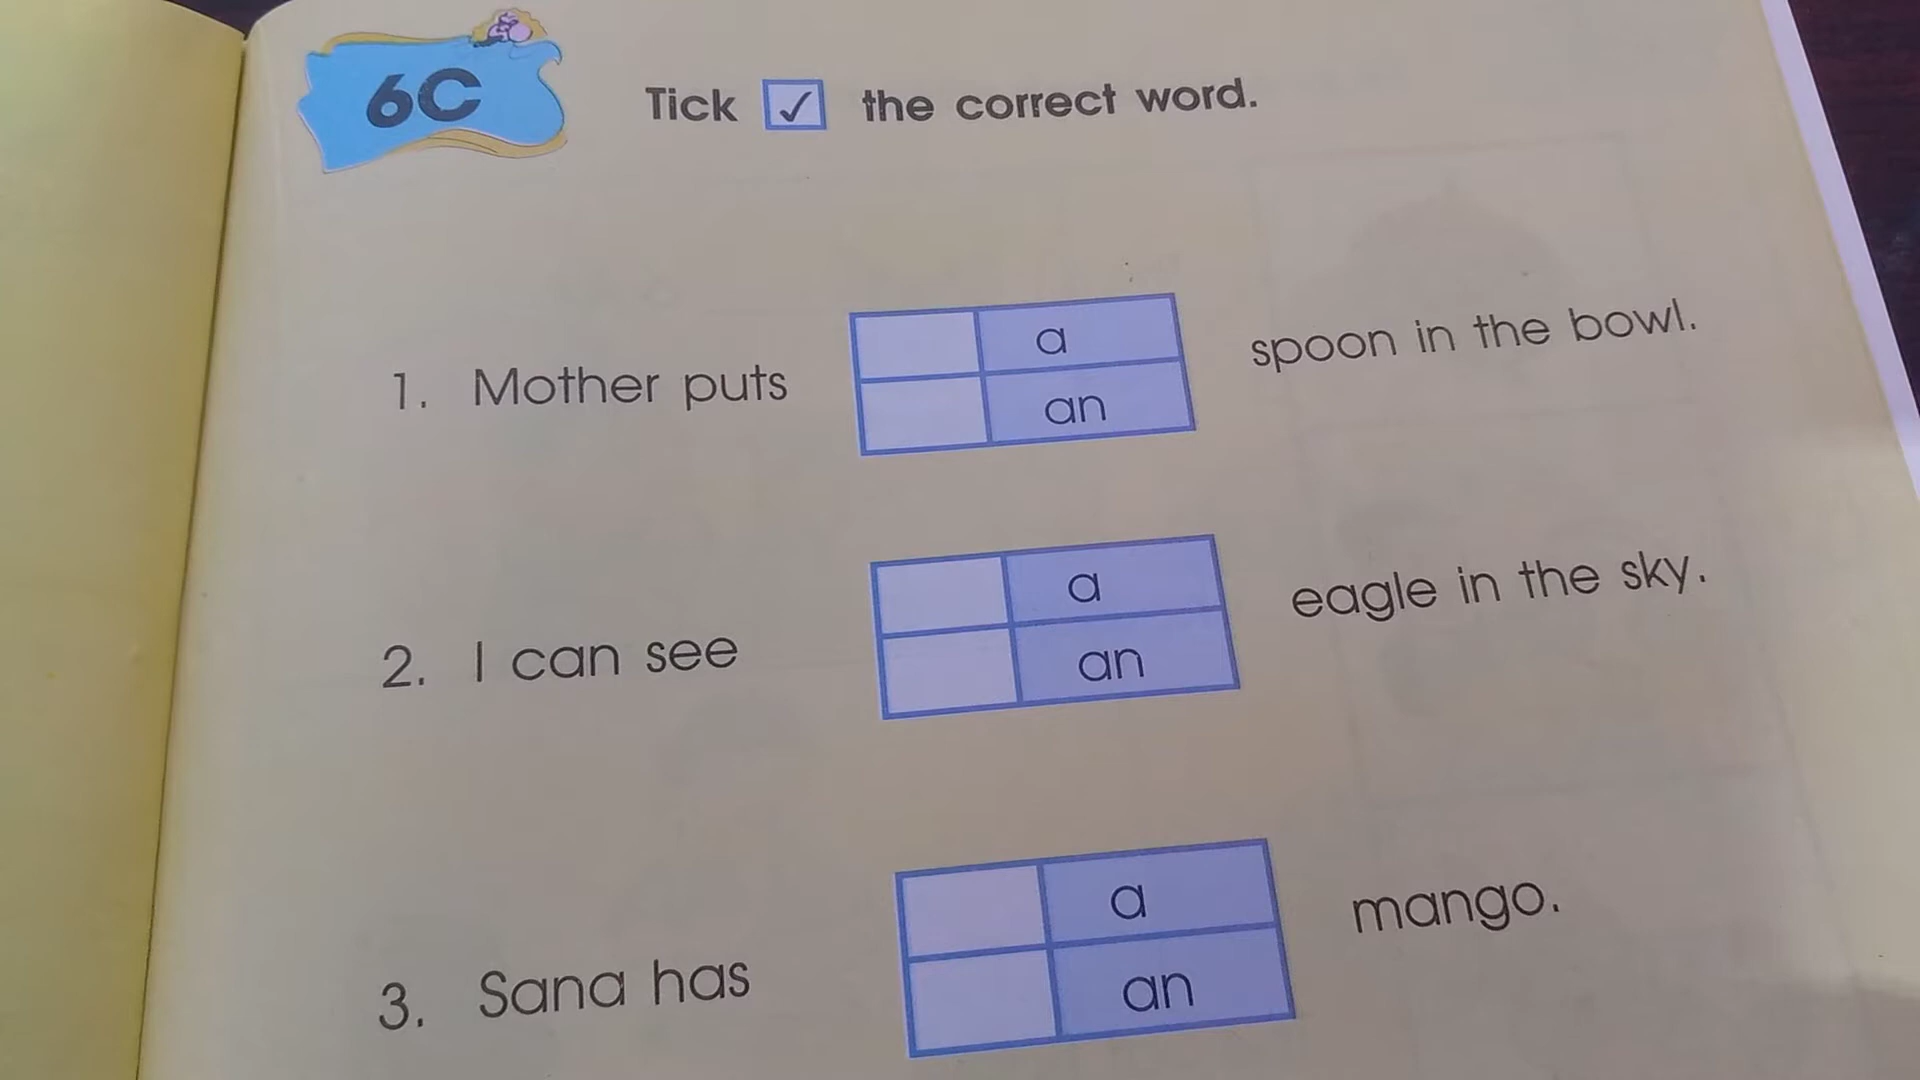 6C
Tick ✓ the correct word.
a
1. Mother puts spoon in the bowl.
an
a
2. I can see eagle in the sky.
an
a
3. Sana has mango.
an